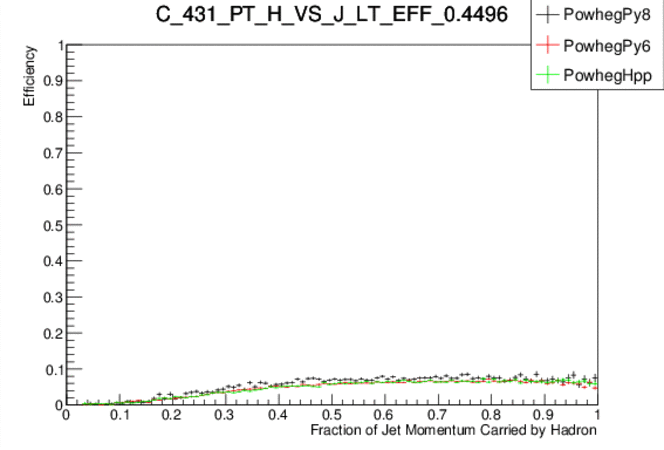 C_431_PT_H_VS_J_LT_EFF_0.4496
PowhegPy8
PowhegPy6
PowhegHpp
Efficiency
1
0.9
0.8
0.7
0.6
0.5
0.4
0.3
0.2
0.1
0
0 0.1 0.2 0.3 0.4 0.5 0.6 0.7 0.8 0.9 1
Fraction of Jet Momentum Carried by Hadron